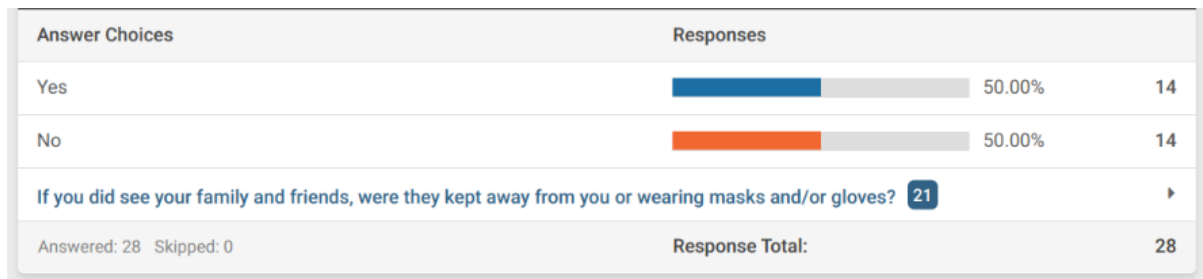 Answer Choices Responses
Yes 50.00% 14
No 50.00% 14
If you did see your family and friends, were they kept away from you or wearing masks and/or gloves? 21
Answered: 28 Skipped: 0 Response Total: 28